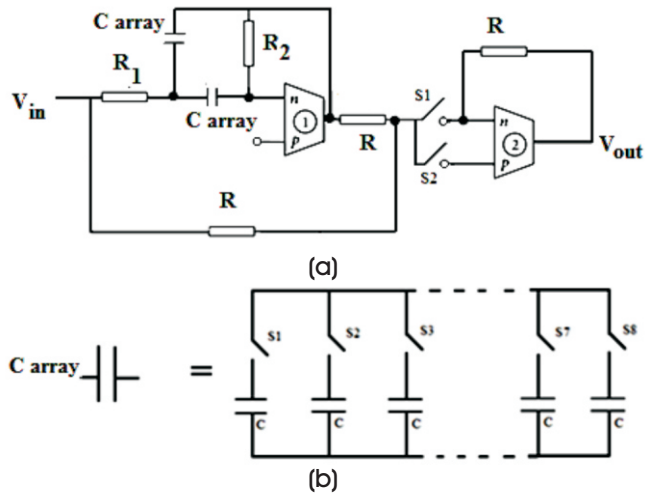 C array
R2
R1
Vin
C array
n
1
p
R
S1
S2
R
n
2
p
Vout
R
(a)
C array
=
S1
S2
S3
S7
S8
C
C
C
C
C
(b)